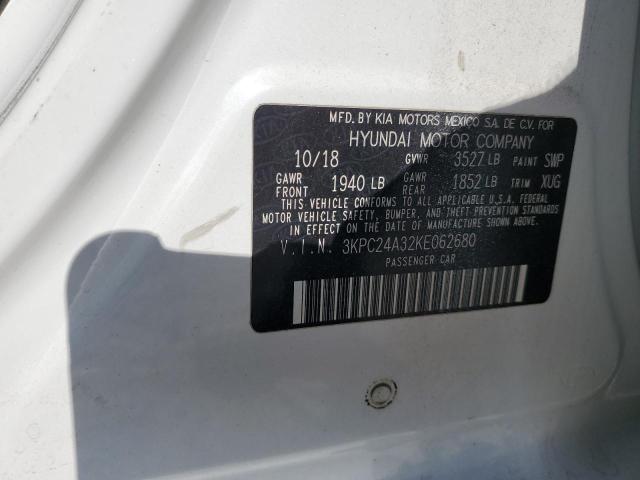 MFD. BY KIA MOTORS MEXICO S.A. DE C.V. FOR
HYUNDAI MOTOR COMPANY
10/18 GVWR 3527 LB PAINT SWP
GAWR FRONT 1940 LB GAWR REAR 1852 LB TRIM XUG
THIS VEHICLE CONFORMS TO ALL APPLICABLE U.S.A. FEDERAL
MOTOR VEHICLE SAFETY, BUMPER, AND THEFT PREVENTION STANDARDS
IN EFFECT ON THE DATE OF MANUFACTURE SHOWN ABOVE.
V.I.N. 3KPC24A32KE062680
PASSENGER CAR